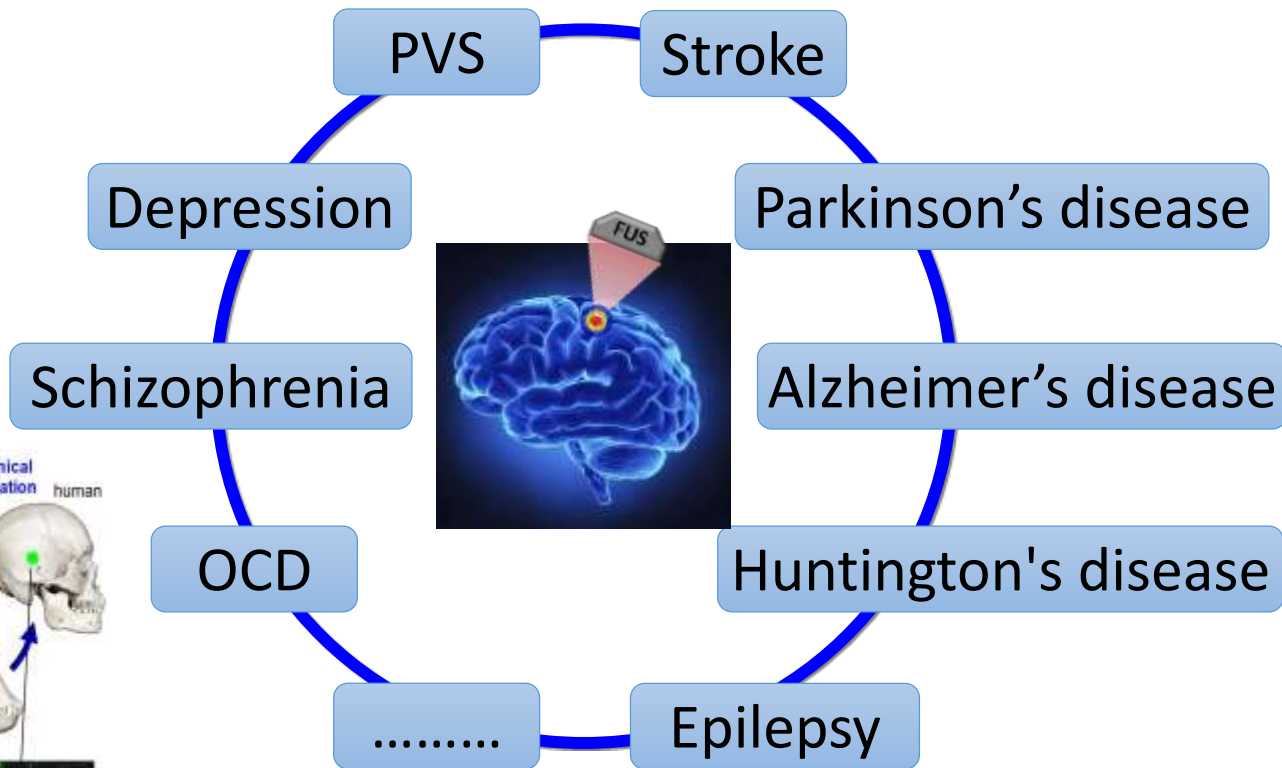 PVS
Stroke
Depression
Parkinson’s disease
FUS
Schizophrenia
Alzheimer’s disease
human
OCD
Huntington's disease
………
Epilepsy